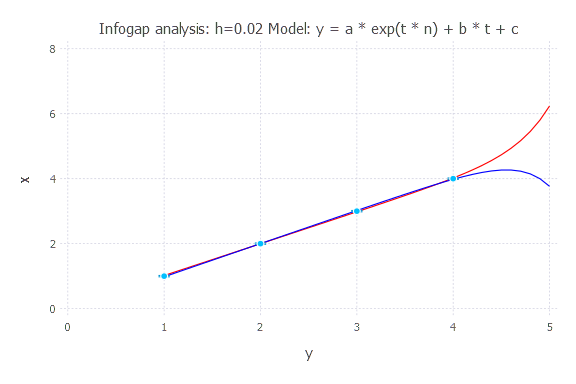 Infogap analysis: h=0.02 Model: y = a * exp(t * n) + b * t + c
8
6
4
2
0
x
0 1 2 3 4 5
y